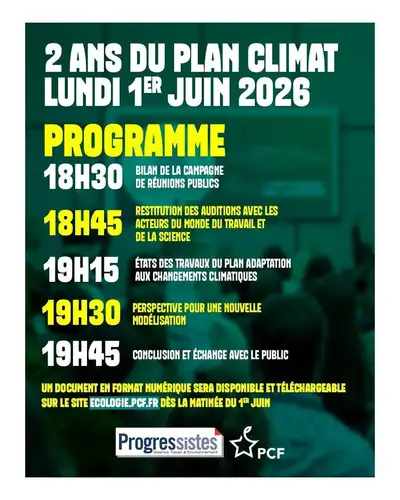 2 ANS DU PLAN CLIMAT
LUNDI 1ER JUIN 2026
PROGRAMME
18H30
BILAN DE LA CAMPAGNE
DE RÉUNIONS PUBLICS
18H45
RESTITUTION DES AUDITIONS AVEC LES
ACTEURS DU MONDE DU TRAVAIL ET
DE LA SCIENCE
19H15
ÉTATS DES TRAVAUX DU PLAN ADAPTATION
AUX CHANGEMENTS CLIMATIQUES
19H30
PERSPECTIVE POUR UNE NOUVELLE
MODÉLISATION
19H45
CONCLUSION ET ÉCHANGE AVEC LE PUBLIC
UN DOCUMENT EN FORMAT NUMÉRIQUE SERA DISPONIBLE ET TÉLÉCHARGEABLE
SUR LE SITE ECOLOGIE.PCF.FR DÈS LA MATINÉE DU 1ER JUIN
Progressistes
Science Travail & Environnement
PCF